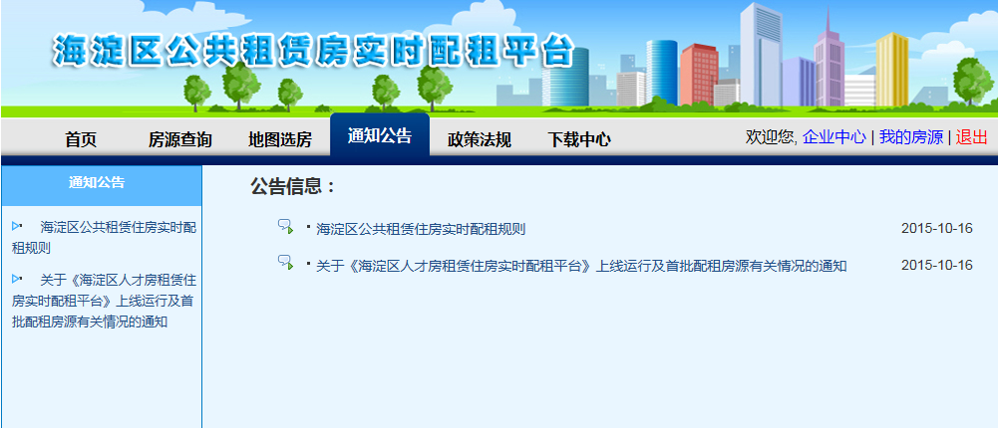 海淀区公共租赁房实时配租平台
首页 房源查询 地图选房 通知公告 政策法规 下载中心 欢迎您, 企业中心 | 我的房源 | 退出
通知公告
海淀区公共租赁住房实时配
租规则
关于《海淀区人才房租赁住
房实时配租平台》上线运行及首
批配租房源有关情况的通知
公告信息：
海淀区公共租赁住房实时配租规则 2015-10-16
关于《海淀区人才房租赁住房实时配租平台》上线运行及首批配租房源有关情况的通知 2015-10-16